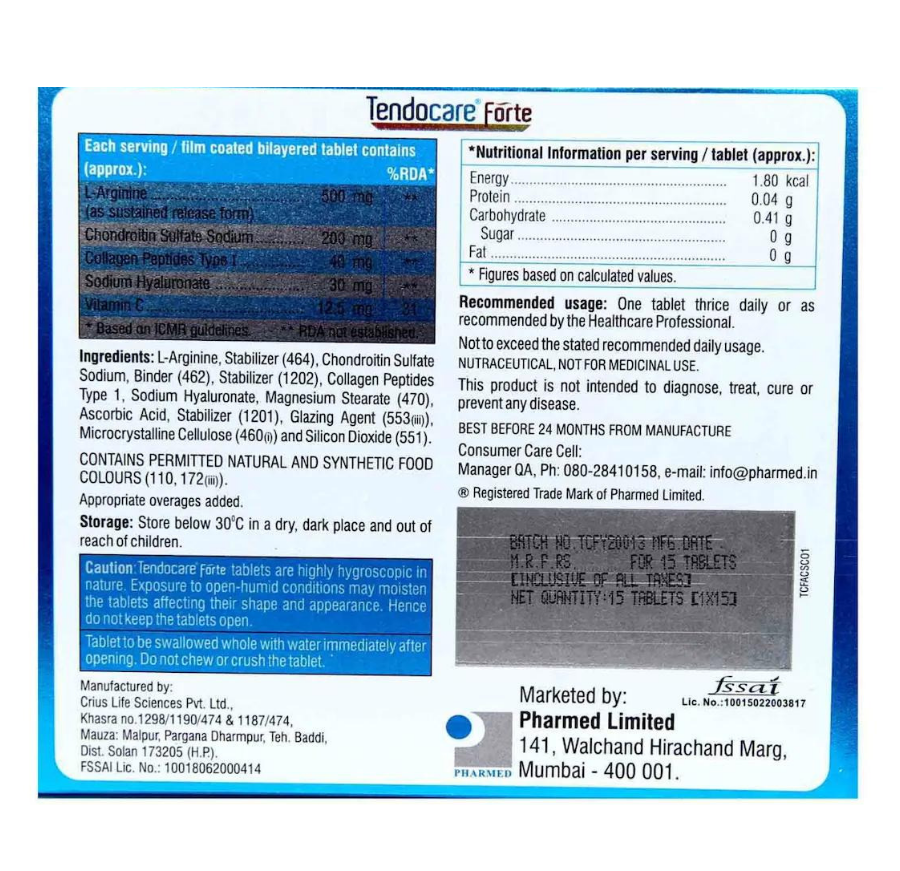 Tendocare® Forte
Each serving / film coated bilayered tablet contains
(approx.): %RDA*
L-Arginine ........................ 500 mg **
(as sustained release form)
Chondroitin Sulfate Sodium ........... 200 mg **
Collagen Peptides Type I ............. 40 mg **
Sodium Hyaluronate .................... 30 mg **
Vitamin C ........................ 12.5 mg 31
* Based on ICMR guidelines. ** RDA not established.
Ingredients: L-Arginine, Stabilizer (464), Chondroitin Sulfate
Sodium, Binder (462), Stabilizer (1202), Collagen Peptides
Type 1, Sodium Hyaluronate, Magnesium Stearate (470),
Ascorbic Acid, Stabilizer (1201), Glazing Agent (553(iii)),
Microcrystalline Cellulose (460(i)) and Silicon Dioxide (551).
CONTAINS PERMITTED NATURAL AND SYNTHETIC FOOD
COLOURS (110, 172(iii)).
Appropriate overages added.
Storage: Store below 30°C in a dry, dark place and out of
reach of children.
Caution: Tendocare® Forte tablets are highly hygroscopic in
nature. Exposure to open-humid conditions may moisten
the tablets affecting their shape and appearance. Hence
do not keep the tablets open.
Tablet to be swallowed whole with water immediately after
opening. Do not chew or crush the tablet.
Manufactured by:
Crius Life Sciences Pvt. Ltd.,
Khasra no.1298/1190/474 & 1187/474,
Mauza: Malpur, Pargana Dharmpur, Teh. Baddi,
Dist. Solan 173205 (H.P.).
FSSAI Lic. No.: 10018062000414
*Nutritional Information per serving / tablet (approx.):
Energy ........................ 1.80 kcal
Protein ........................ 0.04 g
Carbohydrate ........................ 0.41 g
Sugar ........................ 0 g
Fat ........................ 0 g
* Figures based on calculated values.
Recommended usage: One tablet thrice daily or as
recommended by the Healthcare Professional.
Not to exceed the stated recommended daily usage.
NUTRACEUTICAL, NOT FOR MEDICINAL USE.
This product is not intended to diagnose, treat, cure or
prevent any disease.
BEST BEFORE 24 MONTHS FROM MANUFACTURE
Consumer Care Cell:
Manager QA, Ph: 080-28410158, e-mail: info@pharmed.in
® Registered Trade Mark of Pharmed Limited.
BATCH NO.TCFY20013 MFG.DATE
M.R.P.RS. FOR 15 TABLETS
[INCLUSIVE OF ALL TAXES]
NET QUANTITY:15 TABLETS [1X15]
TCFACSC01
fssai
Lic. No.:10015022003817
Marketed by:
Pharmed Limited
141, Walchand Hirachand Marg,
Mumbai - 400 001.
PHARMED